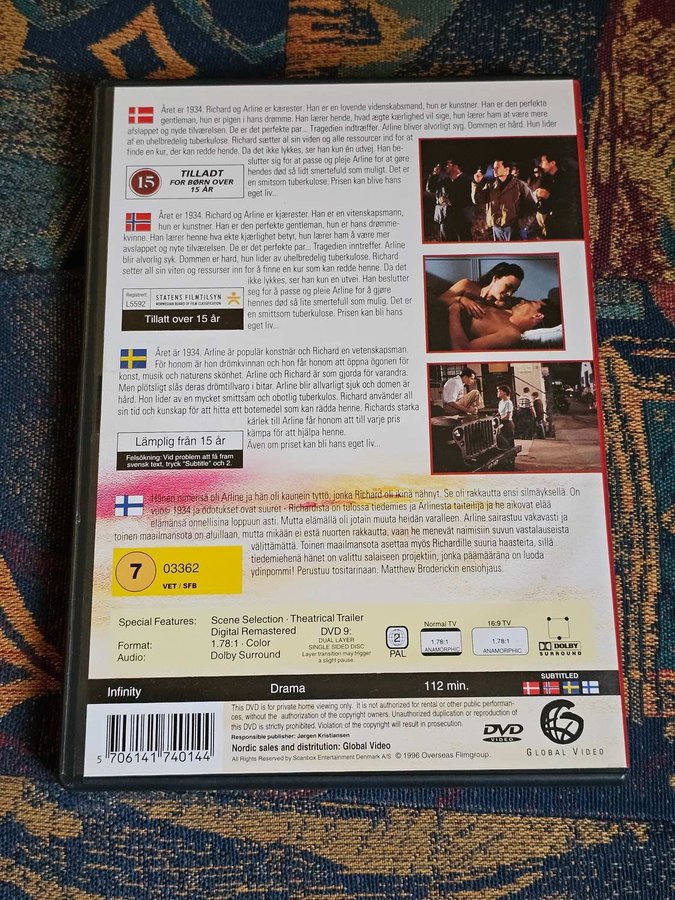 Året er 1934. Richard og Arline er kærester. Han er en lovende videnskabsmand, hun er kunstner. Han er den perfekte
gentleman, hun er pigen i hans drømme... Han lærer hende, hvad ægte kærlighed vil sige, hun lærer ham at være mere
afslappet og nyde tilværelsen. De er det perfekte par... Tragedien indtræffer. Arline bliver alvorligt syg. Dommen er hård. Hun lider
af en uhelbredelig tuberkulose. Richard sætter al sin viden og alle ressourcer ind for at
finde en kur, der kan redde hende. Da det ikke lykkes, ser han kun én udvej. Han be-
slutter sig for at passe og pleje Arline for at gøre
hendes død så lidt smertefuld som muligt. Det er
en smitsom tuberkulose. Prisen kan blive hans
eget liv...
15
TILLADT
FOR BØRN OVER
15 ÅR
Året er 1934. Richard og Arline er kjærester. Han er en vitenskapsmann,
hun er kunstner. Han er den perfekte gentleman, hun er hans drømme-
kvinne. Han lærer henne hva ekte kjærlighet betyr, hun lærer ham å være mer
avslappet og nyte tilværelsen. De er det perfekte par... Tragedien inntreffer. Arline
blir alvorlig syk. Dommen er hard, hun lider av uhelbredelig tuberkulose. Richard
setter all sin viten og ressurser inn for å finne en kur som kan redde henne. Da det
ikke lykkes, ser han kun en utvei. Han beslutter
seg for å passe og pleie Arline for å gjøre
hennes død så lite smertefull som mulig. Det er
en smittsom tuberkulose. Prisen kan bli hans
eget liv...
Registrert
L5592
STATENS FILMTILSYN
NORWEGIAN BOARD OF FILM CLASSIFICATION
Tillatt over 15 år
Året är 1934. Arline är populär konstnär och Richard en vetenskapsman.
För honom är hon drömkvinnan och hon får honom att öppna ögonen för
konst, musik och naturens skönhet. Arline och Richard är som gjorda för varandra.
Men plötsligt slås deras drömtillvaro i bitar. Arline blir allvarligt sjuk och domen är
hård. Hon lider av en mycket smittsam och obotlig tuberkulos. Richard använder all
sin tid och kunskap för att hitta ett botemedel som kan rädda henne. Richards starka
kärlek till Arline får honom att till varje pris
kämpa för att hjälpa henne.
Även om priset kan bli hans eget liv...
Lämplig från 15 år
Felsökning: Vid problem att få fram
svensk text, tryck "Subtitle" och 2.
Hänen nimensä oli Arline ja hän oli kaunein tyttö, jonka Richard oli ikinä nähnyt. Se oli rakkautta ensi silmäyksellä. On
vuosi 1934 ja odotukset ovat suuret - Richardista on tulossa tiedemies ja Arlinesta taiteilija ja he aikovat elää
elämänsä onnellisina loppuun asti. Mutta elämällä oli jotain muuta heidän varalleen. Arline sairastuu vakavasti ja
toinen maailmansota on aluillaan, mutta mikään ei estä nuorten rakkautta, vaan he menevät naimisiin suvun vastalauseista
välittämättä. Toinen maailmansota asettaa myös Richardille suuria haasteita, sillä
tiedemiehenä hänet on valittu salaiseen projektiin, jonka päämääränä on luoda
ydinpommi! Perustuu tositarinaan. Matthew Broderickin ensiohjaus.
7
03362
VET / SFB
Special Features: Scene Selection · Theatrical Trailer
Digital Remastered
Format: 1.78:1 · Color
Audio: Dolby Surround
DVD 9:
DUAL LAYER
SINGLE SIDED DISC
Layer transition may trigger
a slight pause.
2
PAL
Normal TV
1.78:1
ANAMORPHIC
16:9 TV
1.78:1
ANAMORPHIC
DOLBY
SURROUND
Infinity Drama 112 min.
SUBTITLED
5 706141 740144
This DVD is for private home viewing only. It is not authorized for rental or other public performan-
ces, without the authorization of the copyright owners. Unauthorized duplication or reproduction of
this DVD is strictly prohibited. Violation of the copyright will result in prosecution.
Responsible publisher: Jørgen Kristiansen
Nordic sales and distritution: Global Video
All Rights Reserved by Scanbox Entertainment Denmark A/S © 1996 Overseas Filmgroup.
DVD
VIDEO
GLOBAL VIDEO